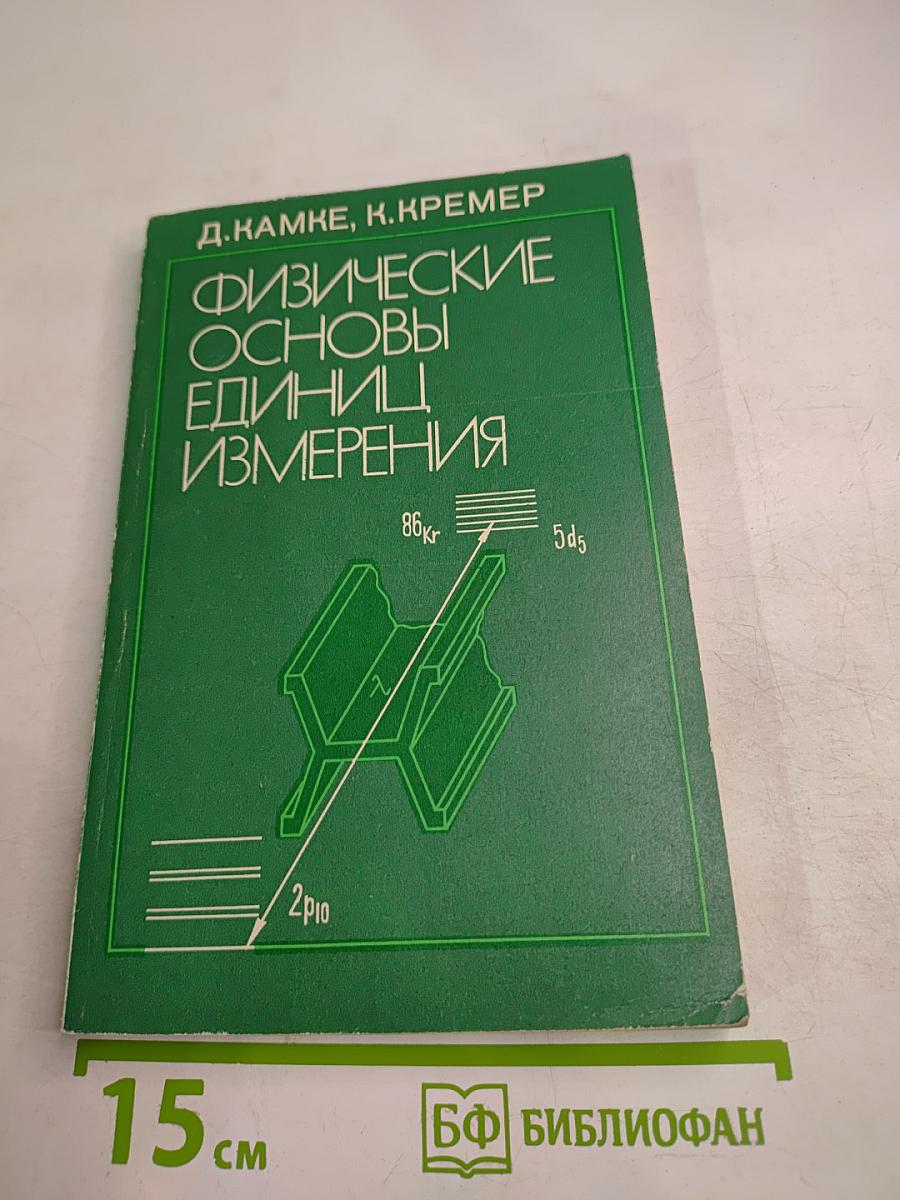 Д.КАМКЕ, К.КРЕМЕР
ФИЗИЧЕСКИЕ
ОСНОВЫ
ЕДИНИЦ
ИЗМЕРЕНИЯ
86Kr
5d5
λ
2p10
15 см
БФ БИБЛИОФАН